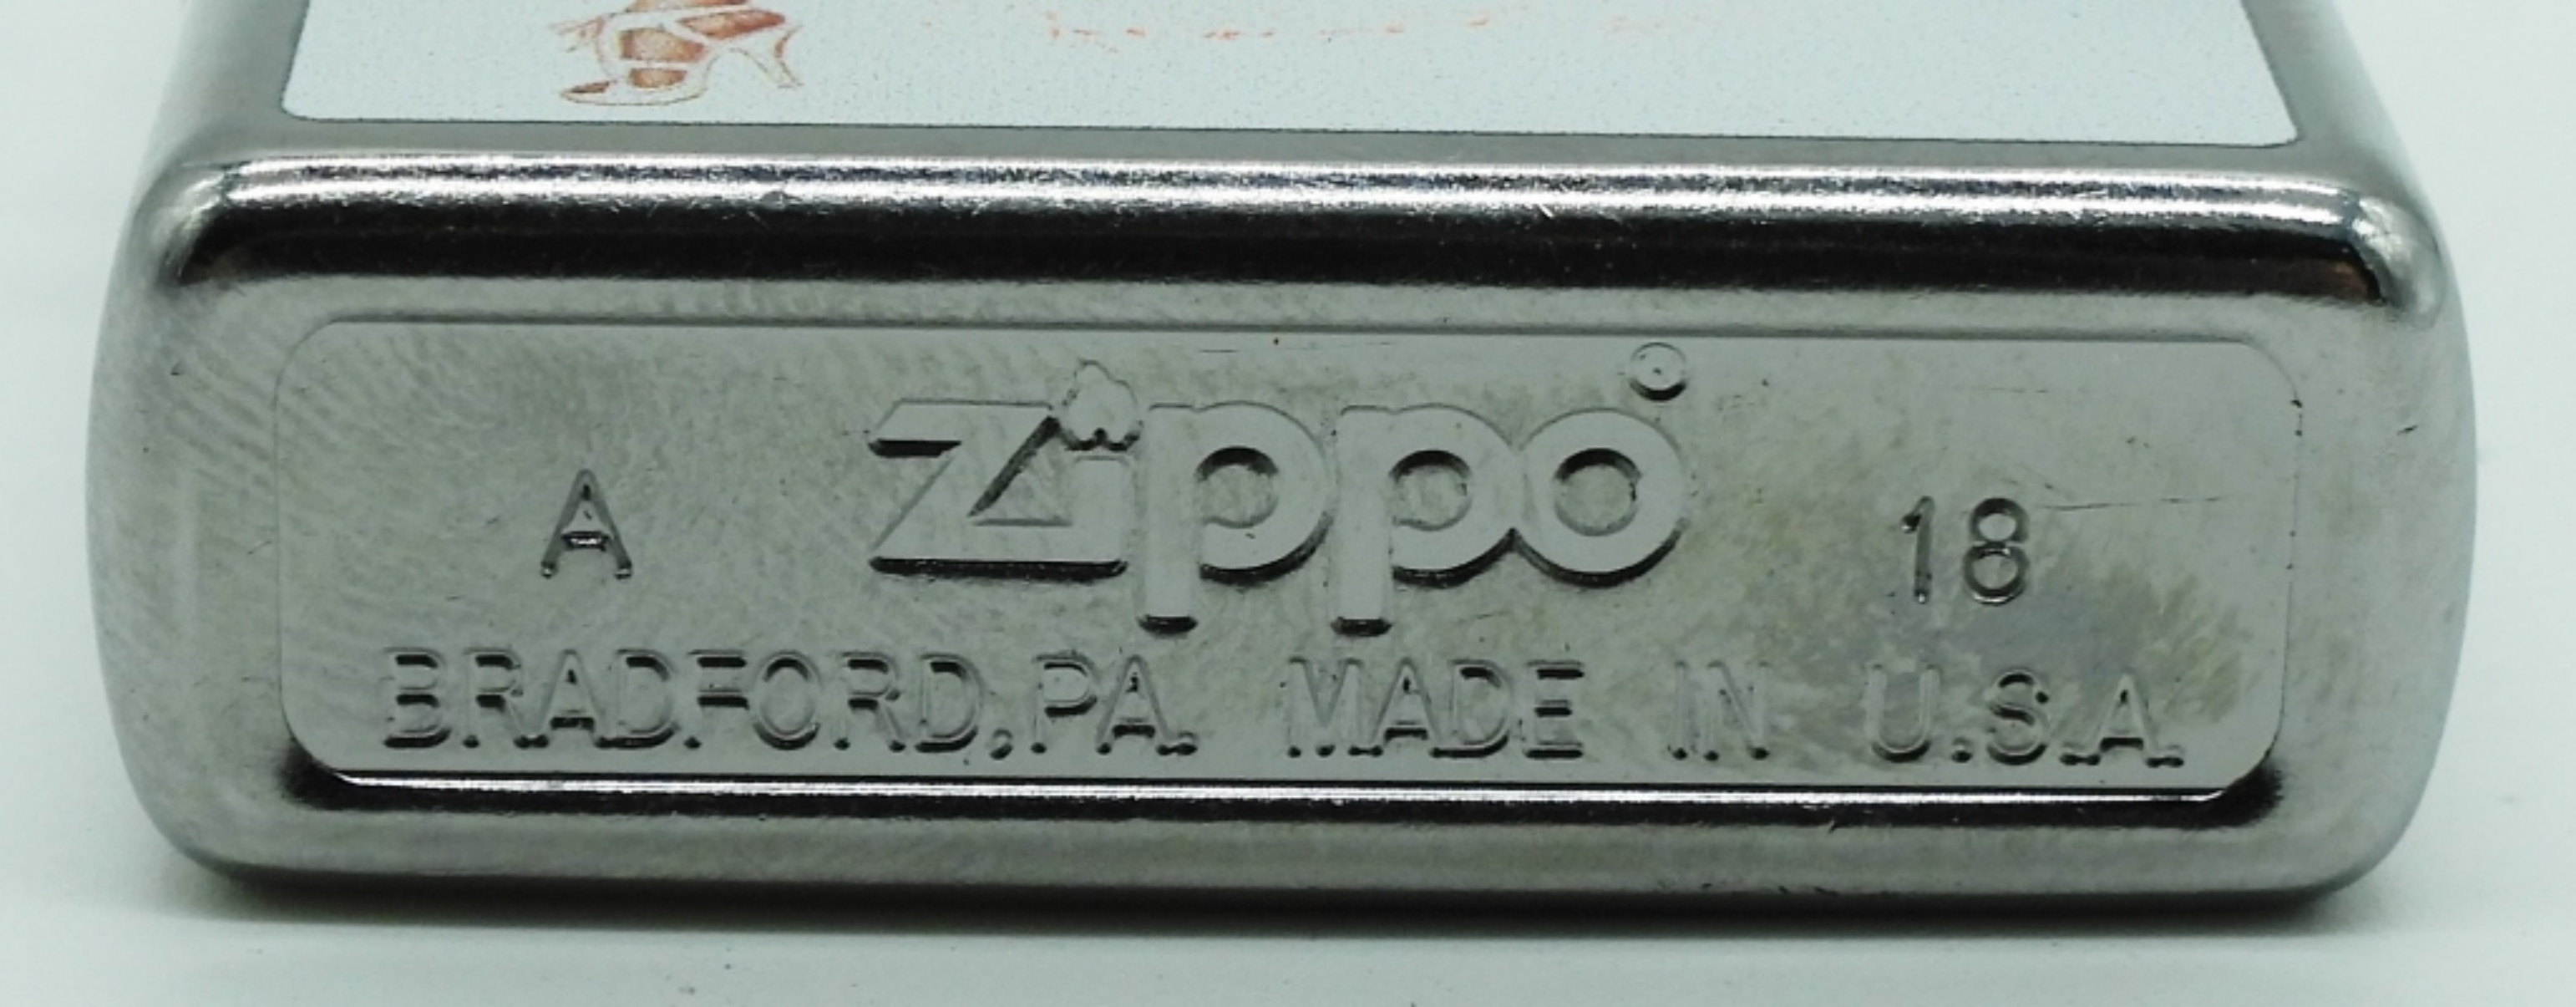 A Zippo 18
BRADFORD,PA. MADE IN U.S.A.